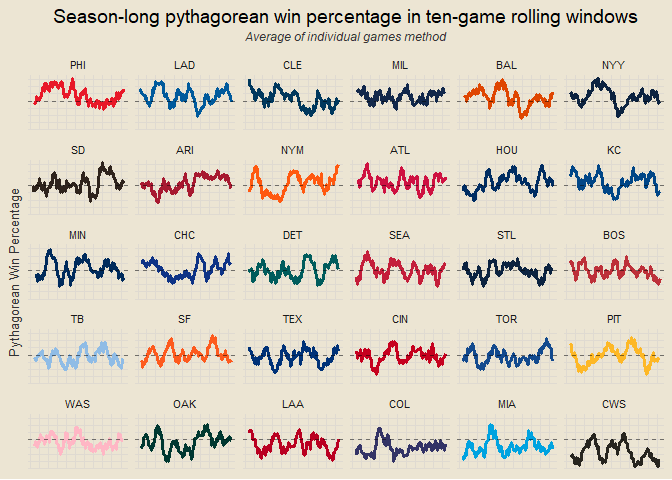 Season-long pythagorean win percentage in ten-game rolling windows
Average of individual games method
Pythagorean Win Percentage
PHI LAD CLE MIL BAL NYY
SD ARI NYM ATL HOU KC
MIN CHC DET SEA STL BOS
TB SF TEX CIN TOR PIT
WAS OAK LAA COL MIA CWS